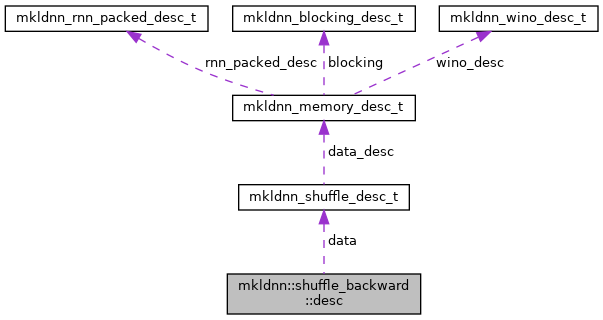 mkldnn_rnn_packed_desc_t
mkldnn_blocking_desc_t
mkldnn_wino_desc_t
rnn_packed_desc
blocking
wino_desc
mkldnn_memory_desc_t
data_desc
mkldnn_shuffle_desc_t
data
mkldnn::shuffle_backward
::desc